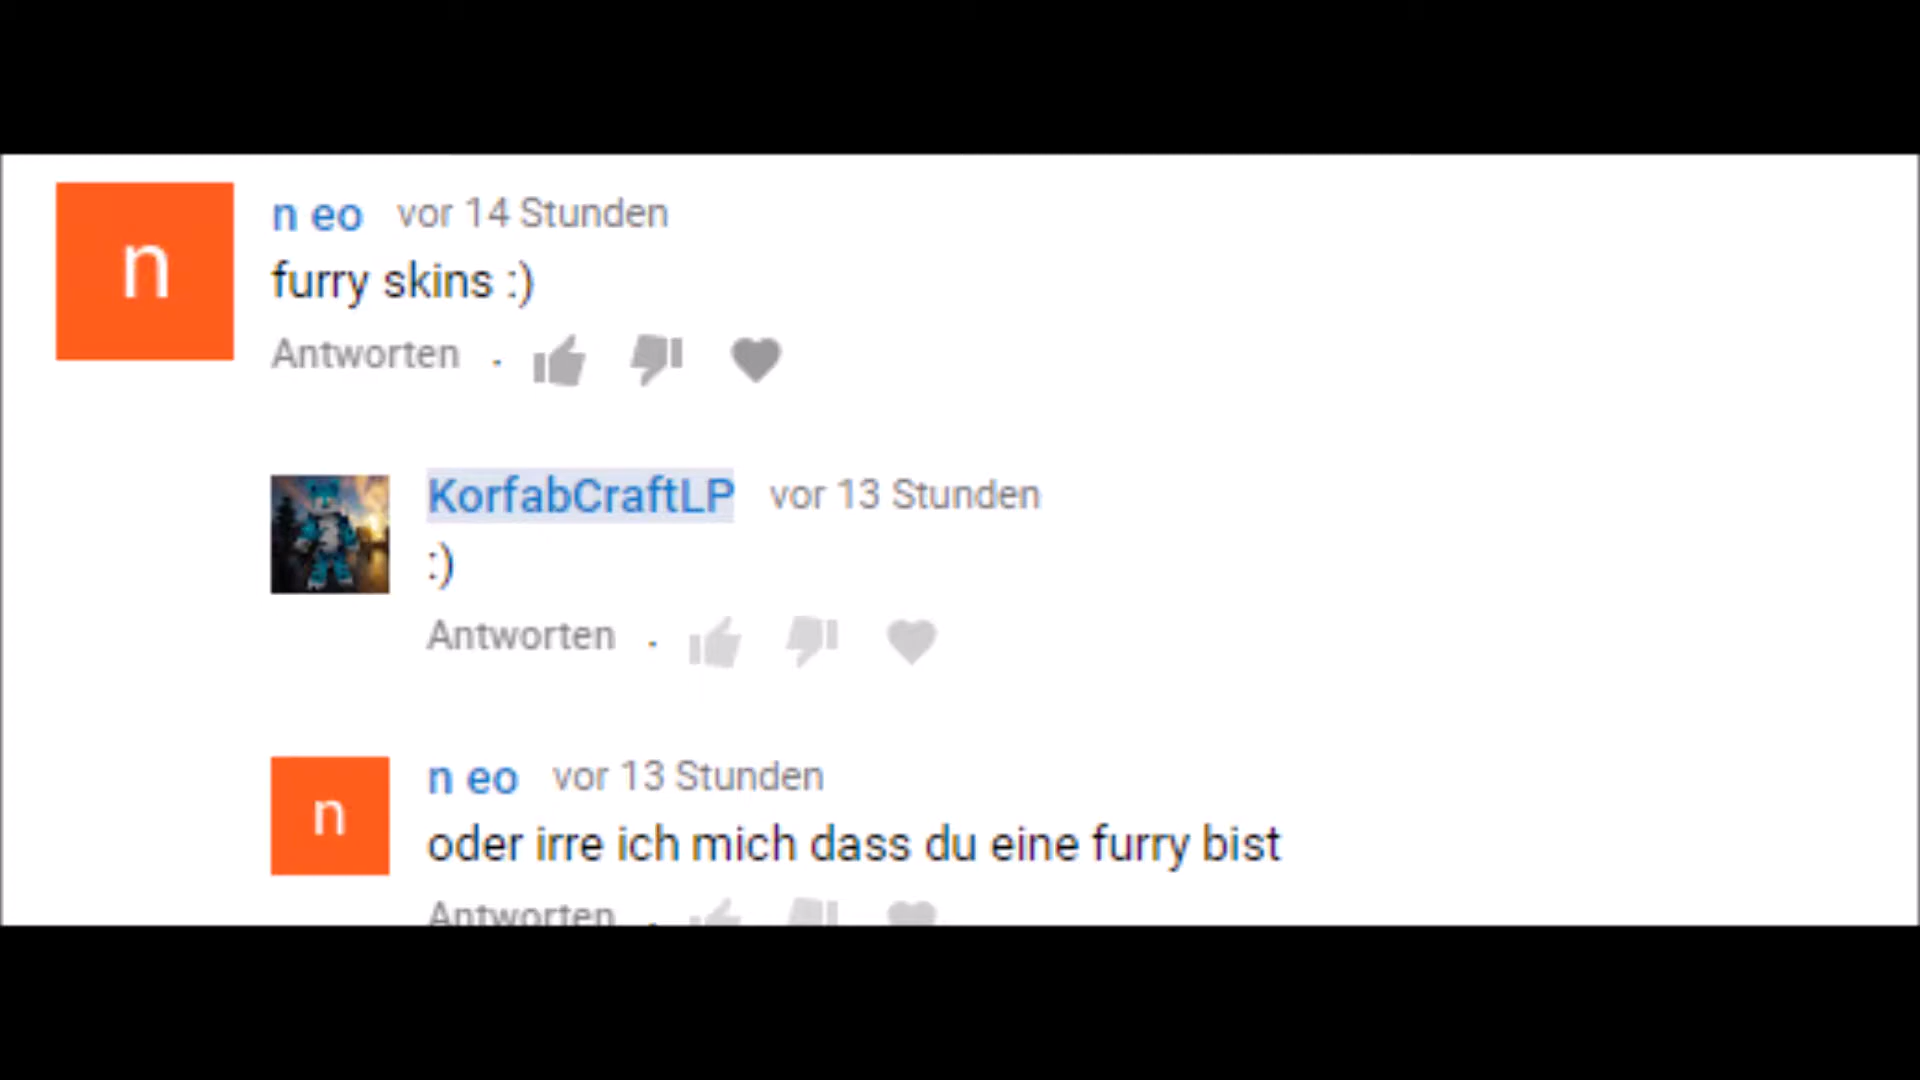 n
n eo vor 14 Stunden
furry skins :)
Antworten .
KorfabCraftLP vor 13 Stunden
:)
Antworten .
n
n eo vor 13 Stunden
oder irre ich mich dass du eine furry bist
Antworten .